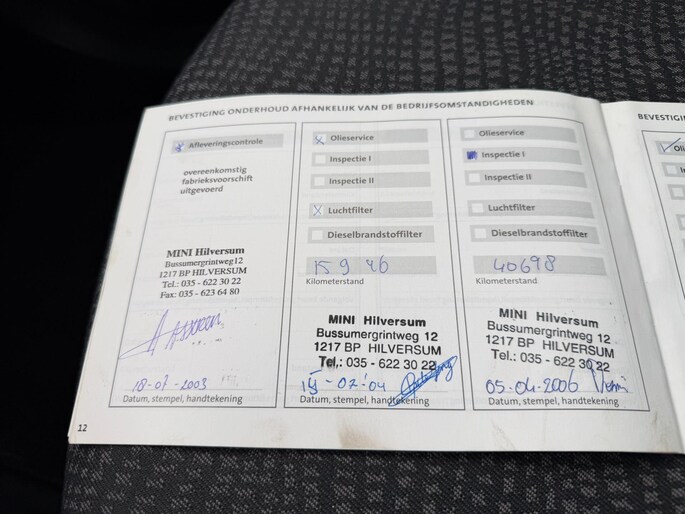 BEVESTIGING ONDERHOUD AFHANKELIJK VAN DE BEDRIJFSOMSTANDIGHEDEN
Afleveringscontrole
overeenkomstig
fabrieksvoorschrift
uitgevoerd
MINI Hilversum
Bussumergrintweg12
1217 BP HILVERSUM
Tel.: 035 - 622 30 22
Fax: 035 - 623 64 80
18-07-2003
Datum, stempel, handtekening
12
Olieservice
Inspectie I
Inspectie II
Luchtfilter
Dieselbrandstoffilter
15946
Kilometerstand
MINI Hilversum
Bussumergrintweg 12
1217 BP HILVERSUM
Tel.: 035 - 622 30 22
-07-'04
Datum, stempel, handtekening
Olieservice
Inspectie I
Inspectie II
Luchtfilter
Dieselbrandstoffilter
40698
Kilometerstand
MINI Hilversum
Bussumergrintweg 12
1217 BP HILVERSUM
Tel.: 035 - 622 30 22
05-04-2006
Datum, stempel, handtekening